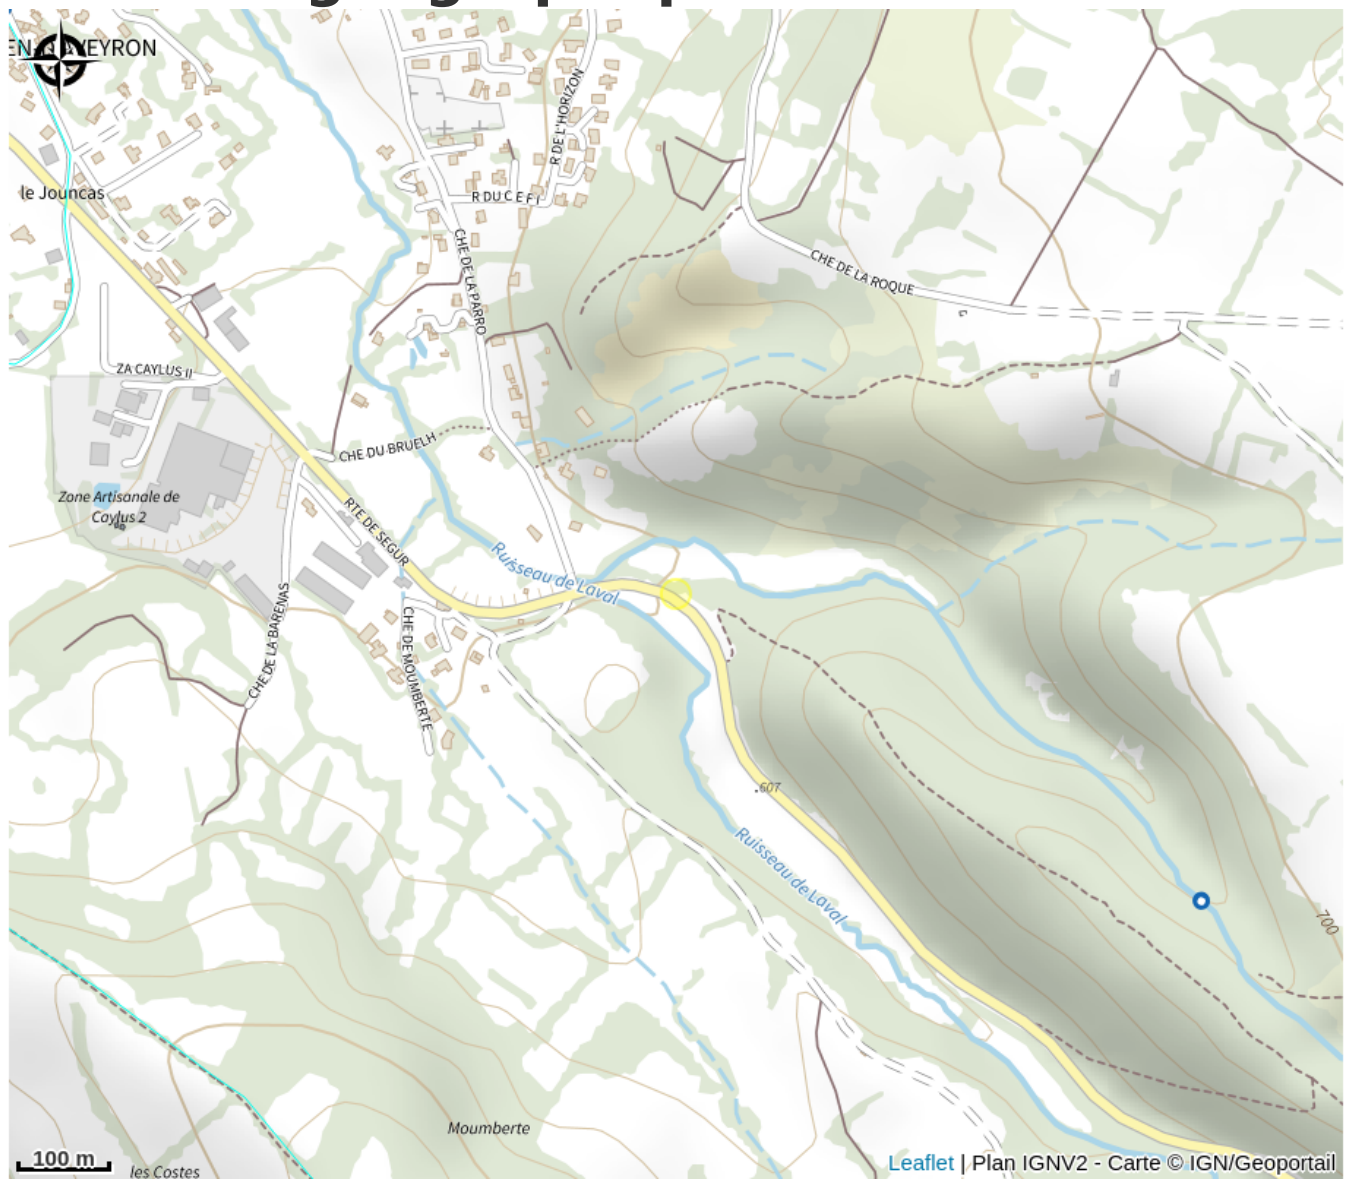 EN-AVEYRON
le Jouncas
R DE L'HORIZON
R DU C E F I
CHE DE LA PARRO
CHE DE LA ROQUE
ZA CAYLUS II
CHE DU BRUELH
Zone Artisanale de
Caylus 2
RTE DE SEGUR
Ruisseau de Laval
CHE DE LA BARENAS
CHE DE MOUMBERTE
607
Ruisseau de Laval
700
Moumberte
les Costes
100 m
Leaflet | Plan IGNV2 - Carte © IGN/Geoportail